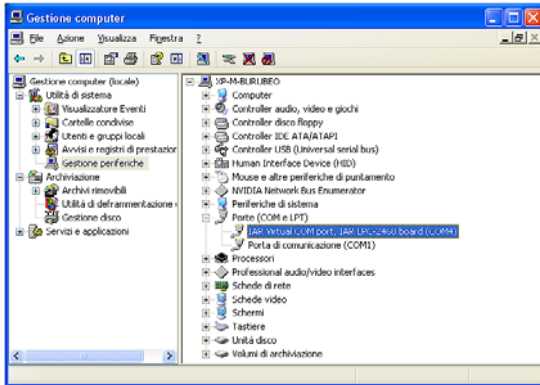 Gestione computer
File Azione Visualizza Finestra ?
Gestione computer (locale)
Utilità di sistema
Visualizzatore Eventi
Cartelle condivise
Utenti e gruppi locali
Avvisi e registri di prestazior
Gestione periferiche
Archiviazione
Archivi rimovibili
Utilità di deframmentazione
Gestione disco
Servizi e applicazioni
XP-M-BURUBEO
Computer
Controller audio, video e giochi
Controller disco floppy
Controller IDE ATA/ATAPI
Controller USB (Universal serial bus)
Human Interface Device (HID)
Mouse e altre periferiche di puntamento
NVIDIA Network Bus Enumerator
Periferiche di sistema
Porte (COM e LPT)
IAR Virtual COM port, IAR LPC-2468 board (COM4)
Porta di comunicazione (COM1)
Processori
Professional audio/video interfaces
Schede di rete
Schede video
Schermi
Tastiere
Unità disco
Volumi di archiviazione